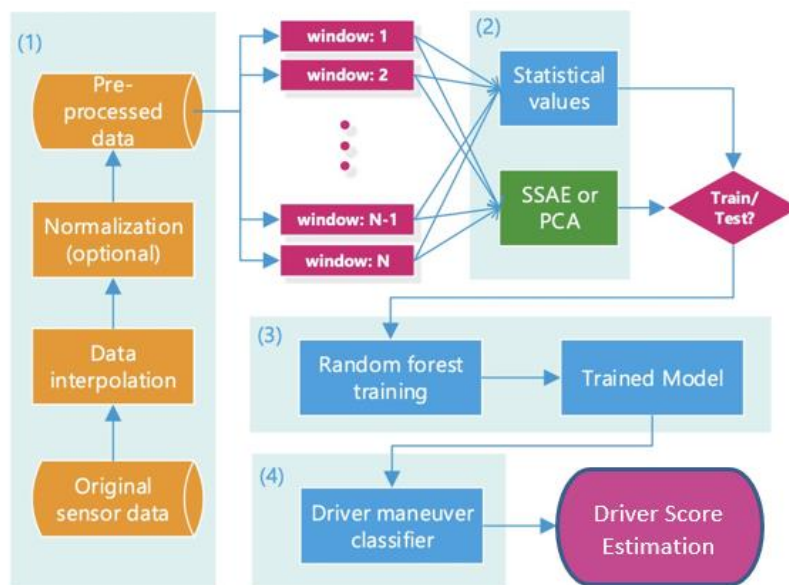 (1)
Pre-
processed
data
Normalization
(optional)
Data
interpolation
Original
sensor data
window: 1
window: 2
window: N-1
window: N
(2)
Statistical
values
SSAE or
PCA
Train/
Test?
(3)
Random forest
training
Trained Model
(4)
Driver maneuver
classifier
Driver Score
Estimation